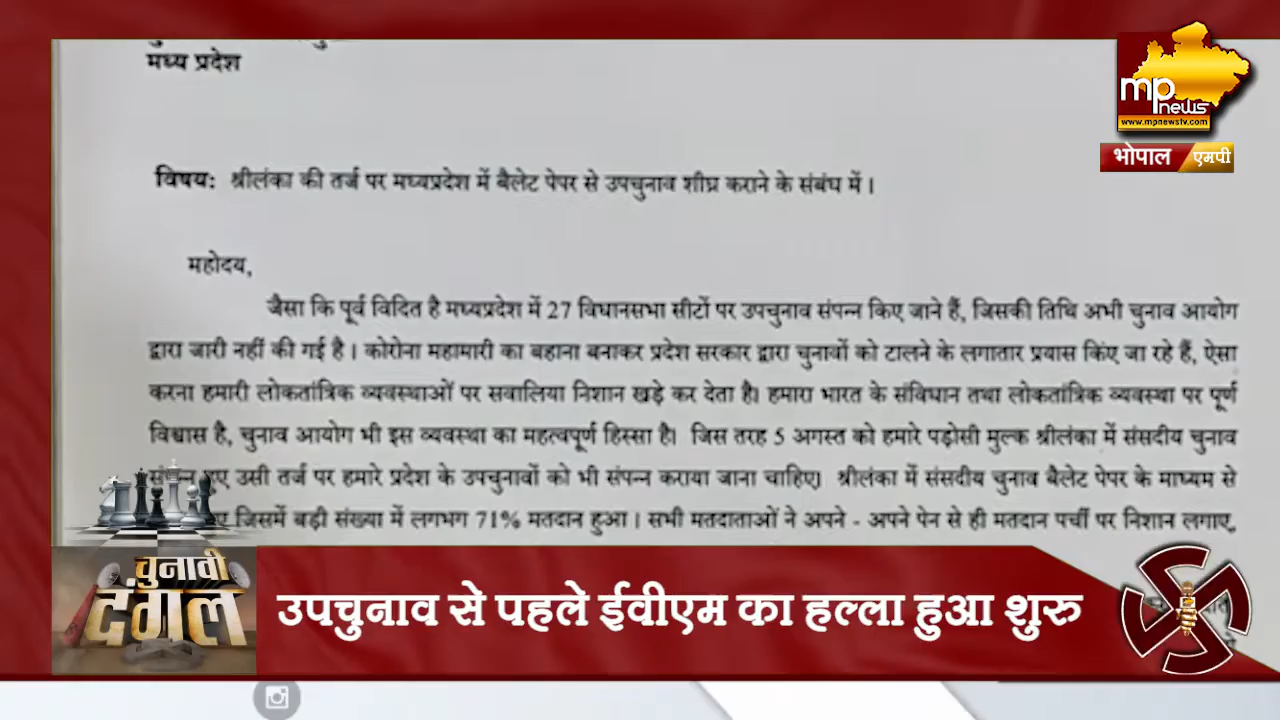 मध्य प्रदेश
विषय: श्रीलंका की तर्ज पर मध्यप्रदेश में बैलेट पेपर से उपचुनाव शीघ्र कराने के संबंध में।
महोदय,
जैसा कि पूर्व विदित है मध्यप्रदेश में 27 विधानसभा सीटों पर उपचुनाव संपन्न किए जाने हैं, जिसकी तिथि अभी चुनाव आयोग
द्वारा जारी नहीं की गई है। कोरोना महामारी का बहाना बनाकर प्रदेश सरकार द्वारा चुनावों को टालने के लगातार प्रयास किए जा रहे हैं, ऐसा
करना हमारी लोकतांत्रिक व्यवस्थाओं पर सवालिया निशान खड़े कर देता है। हमारा भारत के संविधान तथा लोकतांत्रिक व्यवस्था पर पूर्ण
विश्वास है, चुनाव आयोग भी इस व्यवस्था का महत्वपूर्ण हिस्सा है। जिस तरह 5 अगस्त को हमारे पड़ोसी मुल्क श्रीलंका में संसदीय चुनाव
संपन्न हुए उसी तर्ज पर हमारे प्रदेश के उपचुनावों को भी संपन्न कराया जाना चाहिए। श्रीलंका में संसदीय चुनाव बैलेट पेपर के माध्यम से
जिसमें बड़ी संख्या में लगभग 71% मतदान हुआ। सभी मतदाताओं ने अपने - अपने पेन से ही मतदान पर्ची पर निशान लगाए,
mp news
www.mpnewstv.com
भोपाल एमपी
चुनावी
दंगल
उपचुनाव से पहले ईवीएम का हल्ला हुआ शुरु